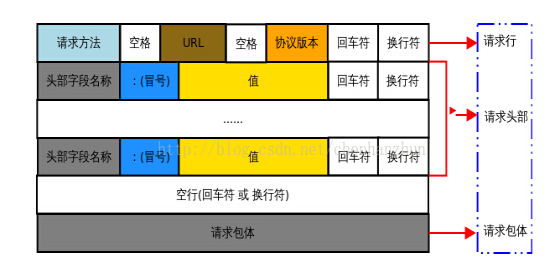 请求方法 空格 URL 空格 协议版本 回车符 换行符 请求行
头部字段名称 ：(冒号) 值 回车符 换行符
...... 请求头部
头部字段名称 ：(冒号) 值 回车符 换行符
http://blog.csdn.net/chenhanzhun
空行(回车符 或 换行符)
请求包体 请求包体